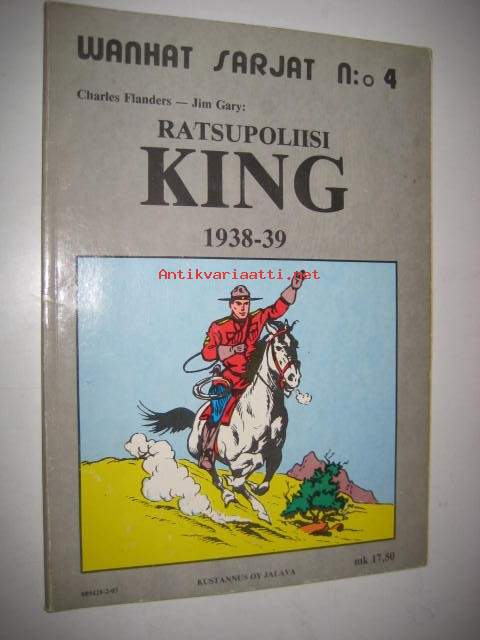 WANHAT SARJAT N:o 4
Charles Flanders — Jim Gary:
RATSUPOLIISI
KING
1938-39
Antikvariaatti.net
mk 17,50
KUSTANNUS OY JALAVA